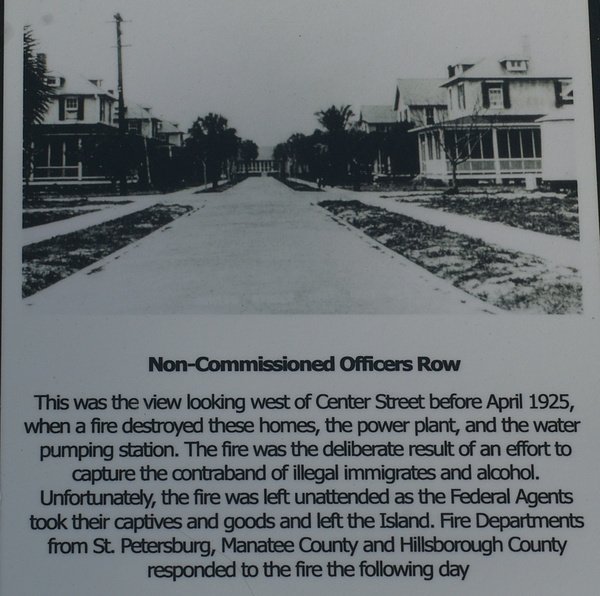 Non-Commissioned Officers Row
This was the view looking west of Center Street before April 1925,
when a fire destroyed these homes, the power plant, and the water
pumping station. The fire was the deliberate result of an effort to
capture the contraband of illegal immigrates and alcohol.
Unfortunately, the fire was left unattended as the Federal Agents
took their captives and goods and left the Island. Fire Departments
from St. Petersburg, Manatee County and Hillsborough County
responded to the fire the following day